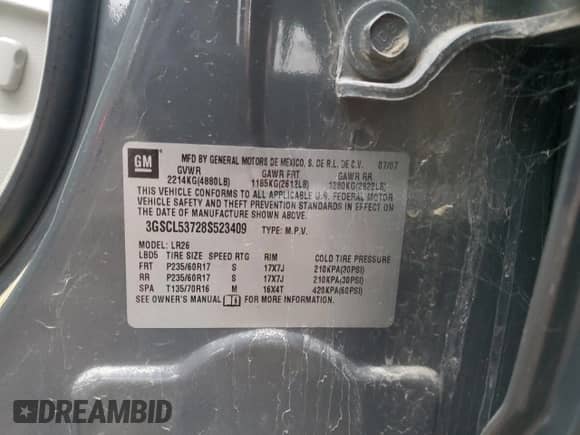 GM
MFD BY GENERAL MOTORS DE MEXICO, S. DE R.L. DE C.V. 07/07
GVWR GAWR FRT GAWR RR
2214KG(4880LB) 1185KG(2612LB) 1280KG(2822LB)
THIS VEHICLE CONFORMS TO ALL APPLICABLE U.S. FEDERAL MOTOR
VEHICLE SAFETY, BUMPER, AND THEFT PREVENTION STANDARDS IN EFFECT ON
THE DATE OF MANUFACTURE SHOWN ABOVE.
3GSCL53728S523409 TYPE: M.P.V.
MODEL: LR26
LBD5 TIRE SIZE SPEED RTG RIM COLD TIRE PRESSURE
FRT P235/60R17 S 17X7J 210KPA(30PSI)
RR P235/60R17 S 17X7J 210KPA(30PSI)
SPA T135/70R16 M 16X4T 420KPA(60PSI)
SEE OWNER'S MANUAL FOR MORE INFORMATION.
DREAMBID